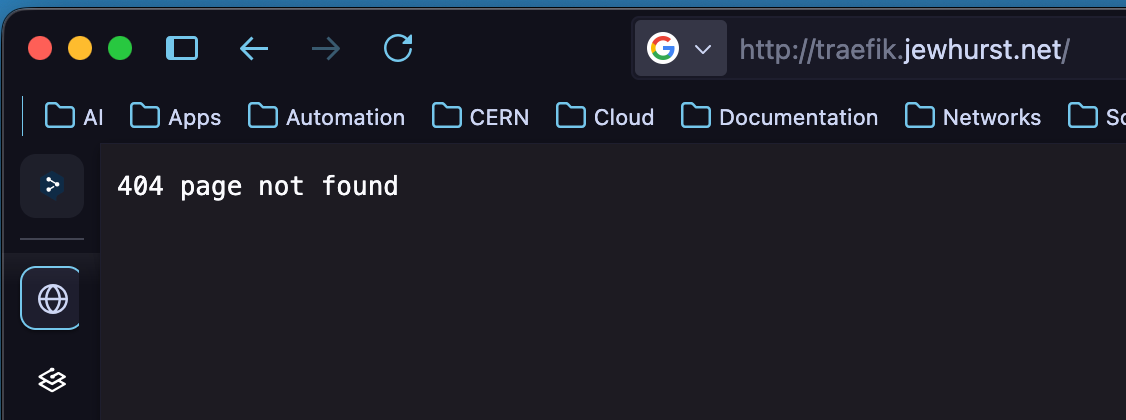 http://traefik.jewhurst.net/
AI Apps Automation CERN Cloud Documentation Networks
404 page not found